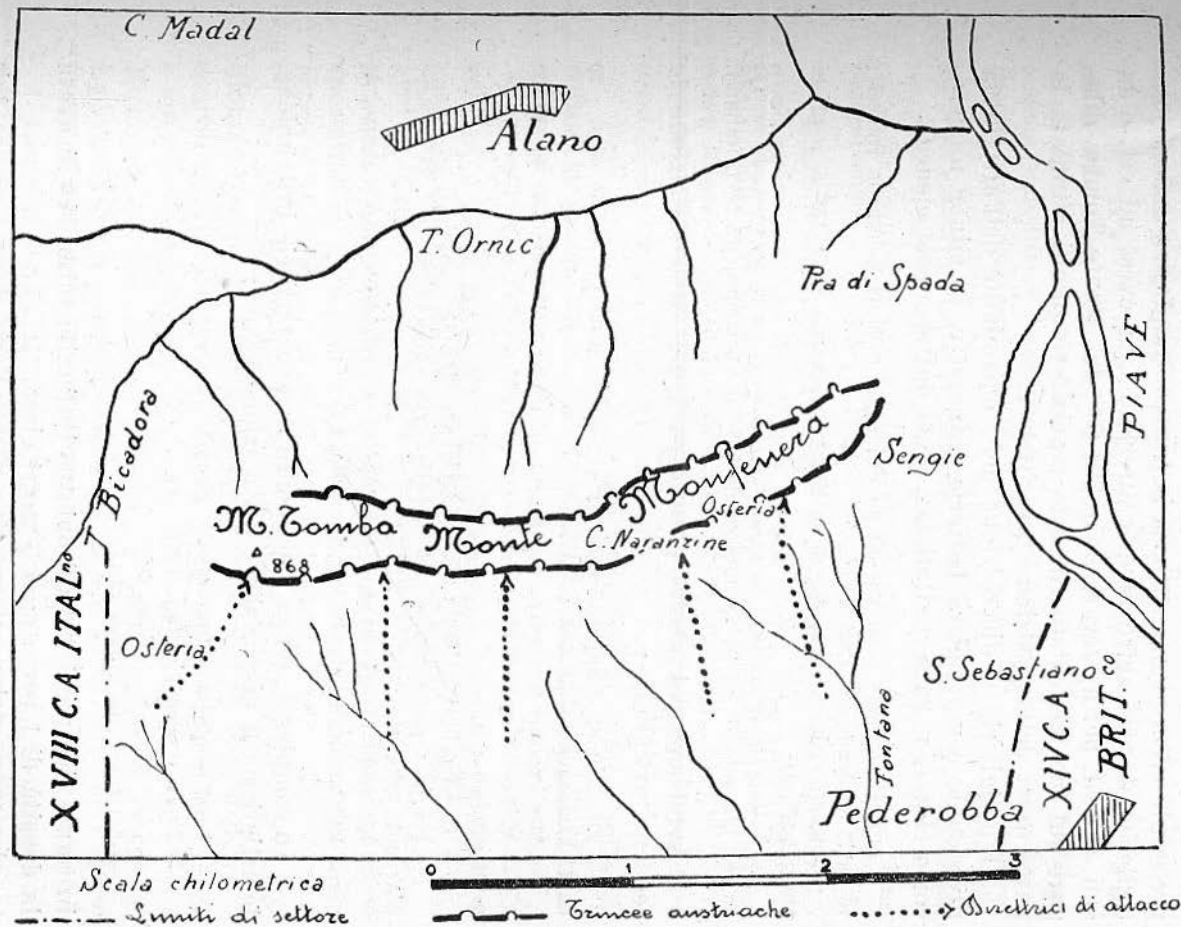 C. Madal
Alano
T. Ornic
Pra di Spada
PIAVE
T. Bicadora
Monfenera
Sengie
M. Tomba
Monte
Osteria
C. Naranzine
868
XVIII C.A. ITAL.na
Osteria
S. Sebastiano
XIV C.A
BRIT.co
Fontana
Pederobba
0 1 2 3
Scala chilometrica
Limiti di settore
Trincee austriache
Direttrici di attacco